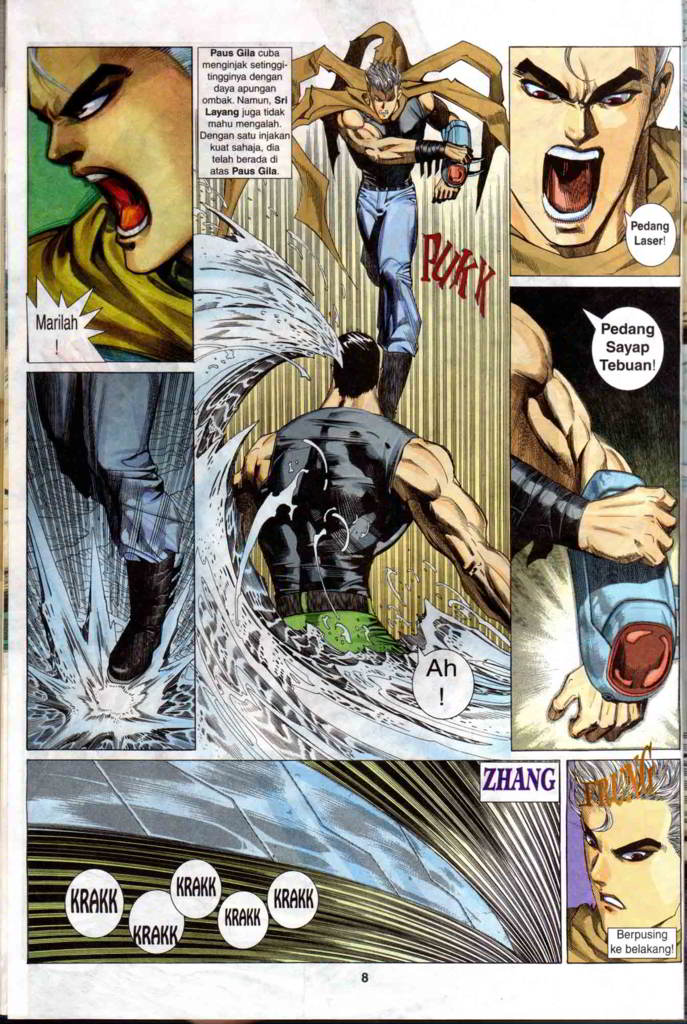 Paus Gila cuba
menginjak setinggi-
tingginya dengan
daya apungan
ombak. Namun, Sri
Layang juga tidak
mahu mengalah.
Dengan satu injakan
kuat sahaja, dia
telah berada di
atas Paus Gila.
Marilah
!
PUKK
Pedang
Laser!
Pedang
Sayap
Tebuan!
Ah
!
ZHANG
KRAKK
KRAKK
KRAKK
KRAKK
KRAKK
Berpusing
ke belakang!
8